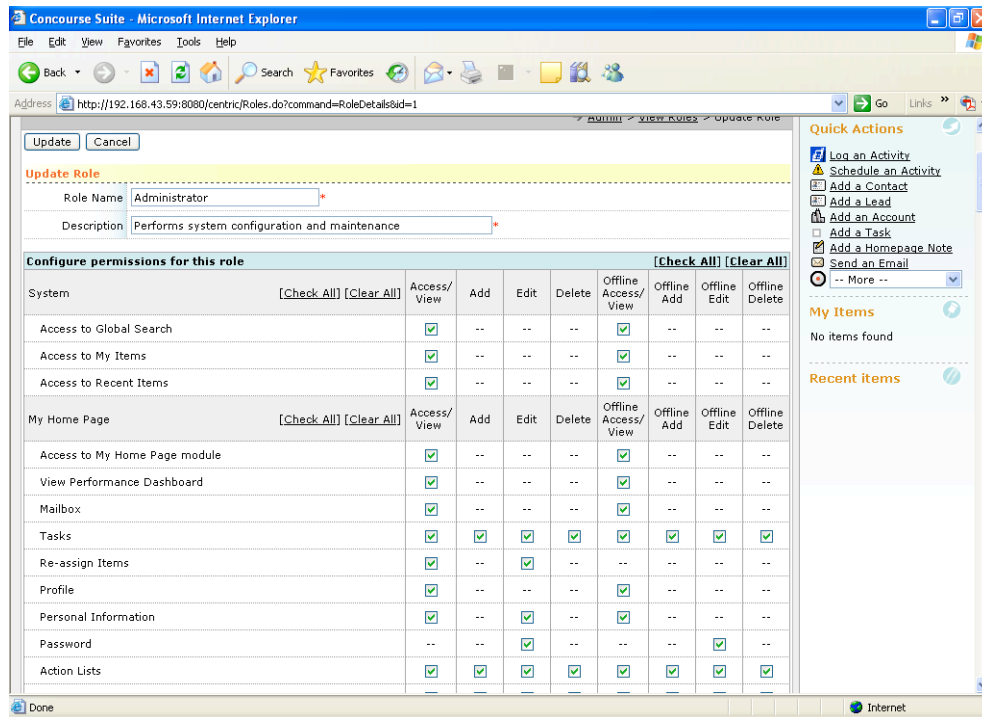 Concourse Suite - Microsoft Internet Explorer
File Edit View Favorites Tools Help
Back Search Favorites
Address http://192.168.43.59:8080/centric/Roles.do?command=RoleDetails&id=1 Go Links »
Admin > View Roles > Update Role
Update Cancel
Update Role
Role Name Administrator *
Description Performs system configuration and maintenance *
Configure permissions for this role [Check All] [Clear All]
System [Check All] [Clear All] Access/View Add Edit Delete Offline Access/View Offline Add Offline Edit Offline Delete
Access to Global Search -- -- -- -- -- --
Access to My Items -- -- -- -- -- --
Access to Recent Items -- -- -- -- -- --
My Home Page [Check All] [Clear All] Access/View Add Edit Delete Offline Access/View Offline Add Offline Edit Offline Delete
Access to My Home Page module -- -- -- -- -- --
View Performance Dashboard -- -- -- -- -- --
Mailbox -- -- -- -- -- --
Tasks
Re-assign Items -- -- -- -- -- --
Profile -- -- -- -- -- --
Personal Information -- -- -- -- --
Password -- -- -- -- -- --
Action Lists
Quick Actions
Log an Activity
Schedule an Activity
Add a Contact
Add a Lead
Add an Account
Add a Task
Add a Homepage Note
Send an Email
-- More --
My Items
No items found
Recent items
Done Internet